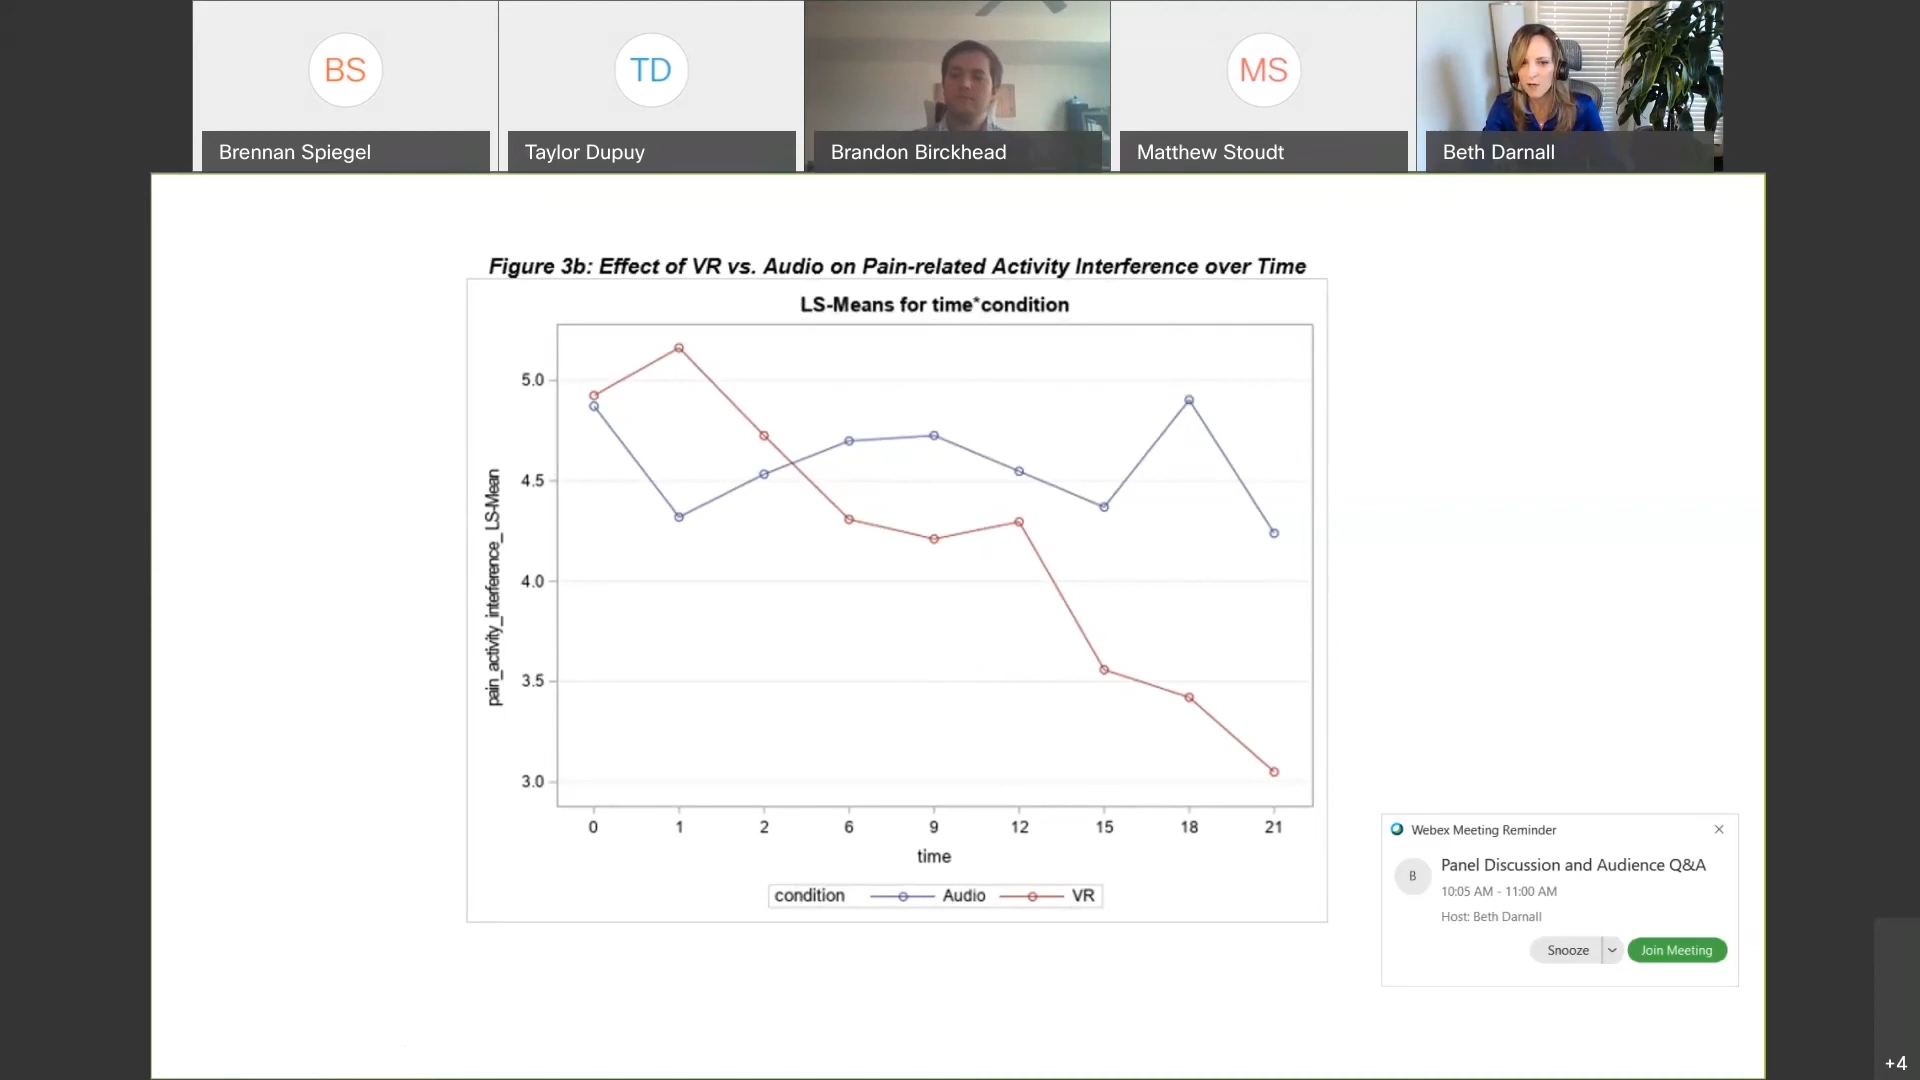 BS
TD
MS
Brennan Spiegel
Taylor Dupuy
Brandon Birckhead
Matthew Stoudt
Beth Darnall
Figure 3b: Effect of VR vs. Audio on Pain-related Activity Interference over Time
LS-Means for time*condition
pain_activity_interference_LS-Mean
5.0
4.5
4.0
3.5
3.0
0 1 2 6 9 12 15 18 21
time
condition Audio VR
Webex Meeting Reminder
B
Panel Discussion and Audience Q&A
10:05 AM - 11:00 AM
Host: Beth Darnall
Snooze
Join Meeting
+4